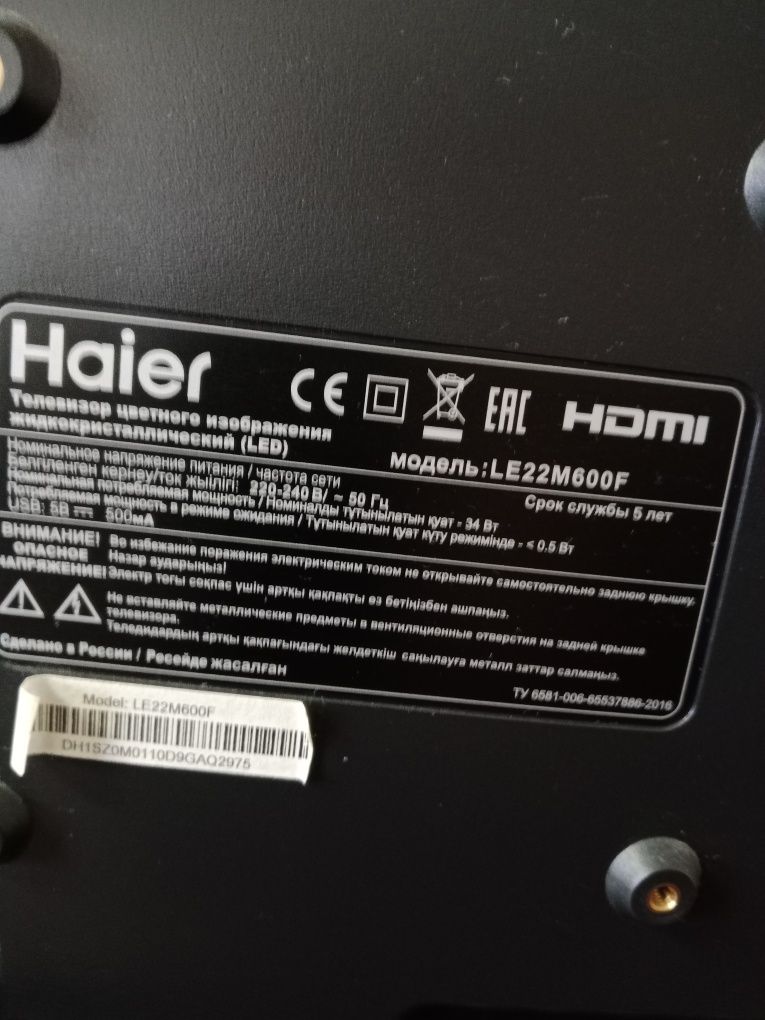 Haier
CE
EAC
HDMI
Телевизор цветного изображения
жидкокристаллический (LED)
модель:LE22M600F
Номинальное напряжение питания / частота сети
Белгіленген кернеу/ток жиілігі: 220-240 В/ ~ 50 Гц
Срок службы 5 лет
Номинальная потребляемая мощность / Номиналды тұтынылатын қуат - 34 Вт
Потребляемая мощность в режиме ожидания / Тұтынылатын қуат күту режимінде - < 0.5 Вт
USB: 5В 500мА
ВНИМАНИЕ!
ОПАСНОЕ
НАПРЯЖЕНИЕ!
Во избежание поражения электрическим током не открывайте самостоятельно заднюю крышку.
Назар аударыңыз!
Электр тогы соқпас үшін артқы қақпақты өз бетіңізбен ашпаңыз.
Не вставляйте металлические предметы в вентиляционные отверстия на задней крышке
телевизора.
Теледидардың артқы қақпағындағы желдеткіш саңылауға металл заттар салмаңыз.
Сделано в России / Ресейде жасалған
ТУ 6581-006-65537886-2016
Model: LE22M600F
DH1SZ0M0110D9GAQ2975